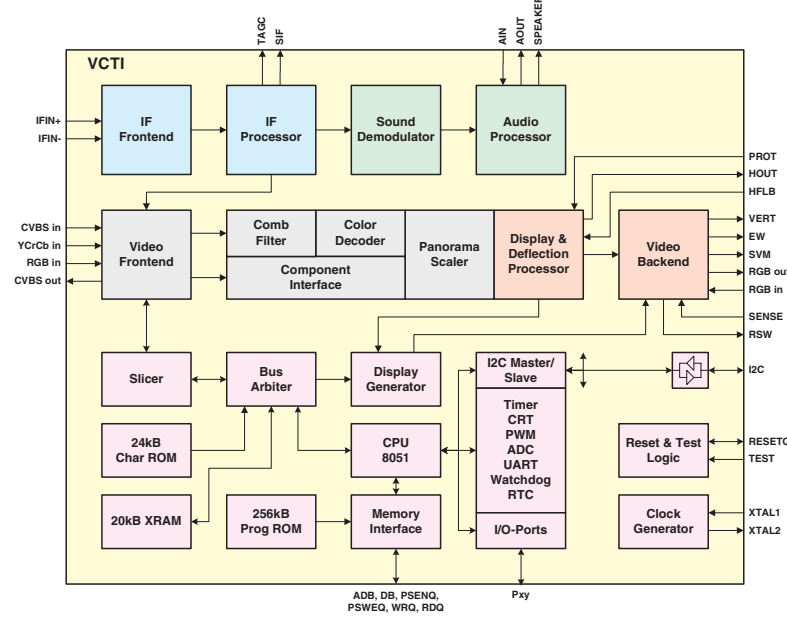 TAGC
SIF
AIN
AOUT
SPEAKER
VCTI
IFIN+
IFIN-
IF
Frontend
IF
Processor
Sound
Demodulator
Audio
Processor
PROT
HOUT
HFLB
CVBS in
YCrCb in
RGB in
CVBS out
Video
Frontend
Comb
Filter
Color
Decoder
Component
Interface
Panorama
Scaler
Display &
Deflection
Processor
Video
Backend
VERT
EW
SVM
RGB out
RGB in
SENSE
RSW
Slicer
Bus
Arbiter
Display
Generator
I2C Master/
Slave
I2C
24kB
Char ROM
CPU
8051
Timer
CRT
PWM
ADC
UART
Watchdog
RTC
Reset & Test
Logic
RESETQ
TEST
20kB XRAM
256kB
Prog ROM
Memory
Interface
I/O-Ports
Clock
Generator
XTAL1
XTAL2
ADB, DB, PSENQ,
PSWEQ, WRQ, RDQ
Pxy